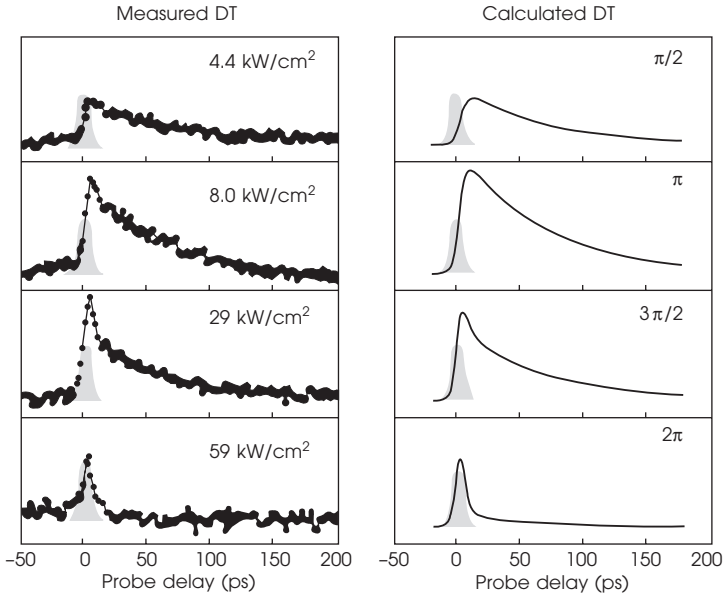 Measured DT
4.4 kW/cm²
8.0 kW/cm²
29 kW/cm²
59 kW/cm²
−50 0 50 100 150 200
Probe delay (ps)
Calculated DT
π/2
π
3π/2
2π
−50 0 50 100 150 200
Probe delay (ps)